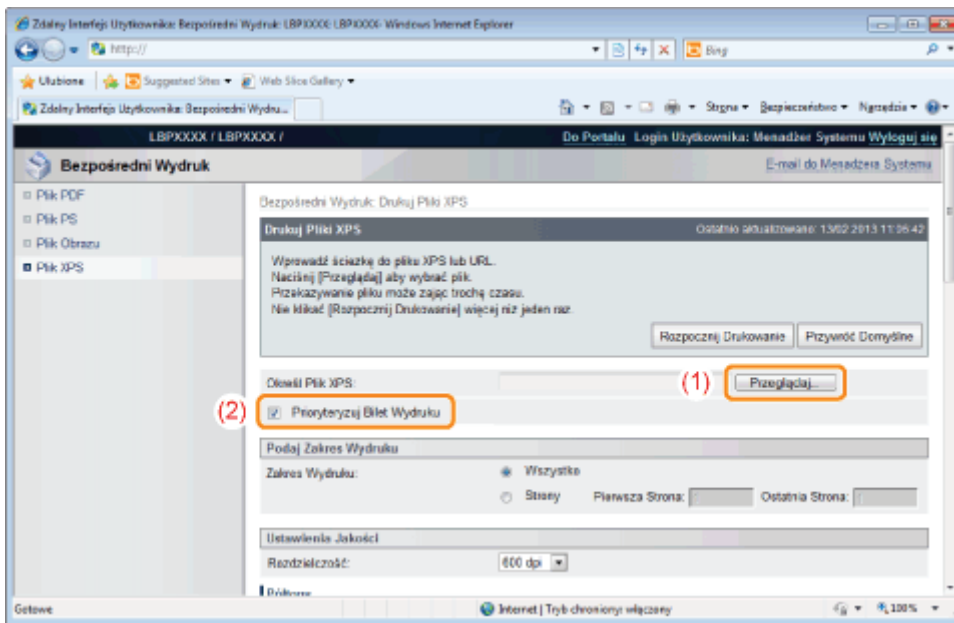 Zdalny Interfejs Użytkownika: Bezpośredni Wydruk: LBPXXXX: LBPXXXX- Windows Internet Explorer
http://
Bing
Ulubione Suggested Sites Web Slice Gallery
Zdalny Interfejs Użytkownika: Bezpośredni Wydru...
Strona Bezpieczeństwo Narzędzia
LBPXXXX / LBPXXXX /
Do Portalu Login Użytkownika: Menadżer Systemu Wyloguj się
Bezpośredni Wydruk
E-mail do Menadżera Systemu
Plik PDF
Plik PS
Plik Obrazu
Plik XPS
Bezpośredni Wydruk: Drukuj Pliki XPS
Drukuj Pliki XPS
Ostatnio aktualizowano: 13/02 2013 11:06:42
Wprowadź ścieżkę do pliku XPS lub URL.
Naciśnij [Przeglądaj] aby wybrać plik.
Przekazywanie pliku może zająć trochę czasu.
Nie klikać [Rozpocznij Drukowanie] więcej niż jeden raz.
Rozpocznij Drukowanie Przywróć Domyślne
Określ Plik XPS:
(1) Przeglądaj...
(2) Prioryteryzuj Bilet Wydruku
Podaj Zakres Wydruku
Zakres Wydruku: Wszystko
Strony Pierwsza Strona: Ostatnia Strona:
Ustawienia Jakości
Rozdzielczość: 600 dpi
Gotowe Internet | Tryb chroniony: włączony 100%